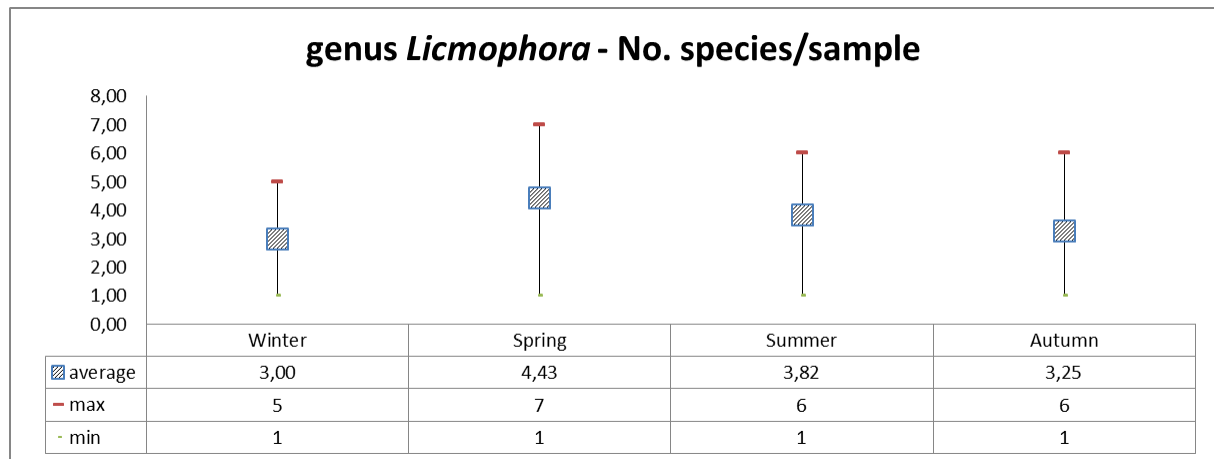 genus Licmophora - No. species/sample
8,00
7,00
6,00
5,00
4,00
3,00
2,00
1,00
0,00
Winter Spring Summer Autumn
average 3,00 4,43 3,82 3,25
max 5 7 6 6
min 1 1 1 1